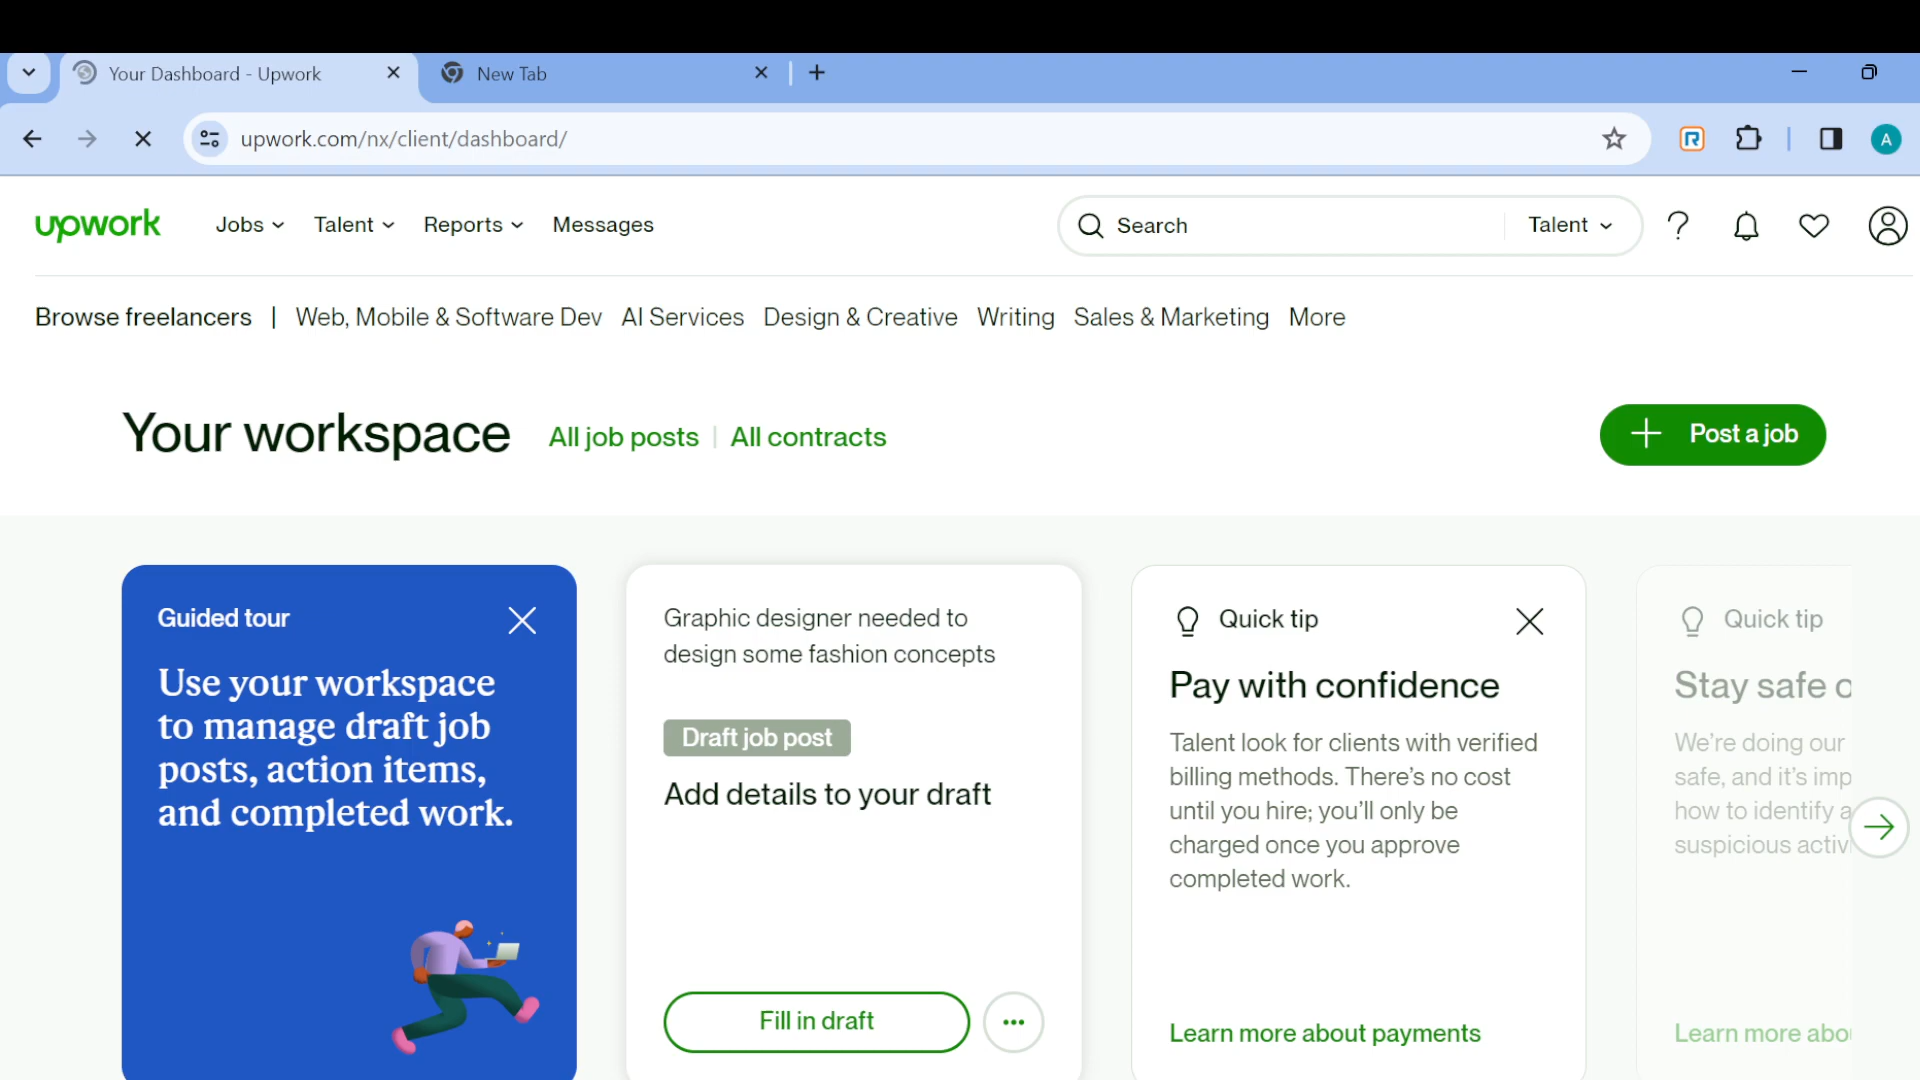 Your Dashboard - Upwork
New Tab
upwork.com/nx/client/dashboard/
A
upwork
Jobs
Talent
Reports
Messages
Search
Talent
Browse freelancers | Web, Mobile & Software Dev AI Services Design & Creative Writing Sales & Marketing More
Your workspace
All job posts | All contracts
Post a job
Guided tour
Use your workspace
to manage draft job
posts, action items,
and completed work.
Graphic designer needed to
design some fashion concepts
Draft job post
Add details to your draft
Fill in draft
Quick tip
Pay with confidence
Talent look for clients with verified
billing methods. There's no cost
until you hire; you'll only be
charged once you approve
completed work.
Learn more about payments
Quick tip
Stay safe o
We're doing our
safe, and it's imp
how to identify a
suspicious activ
Learn more abo